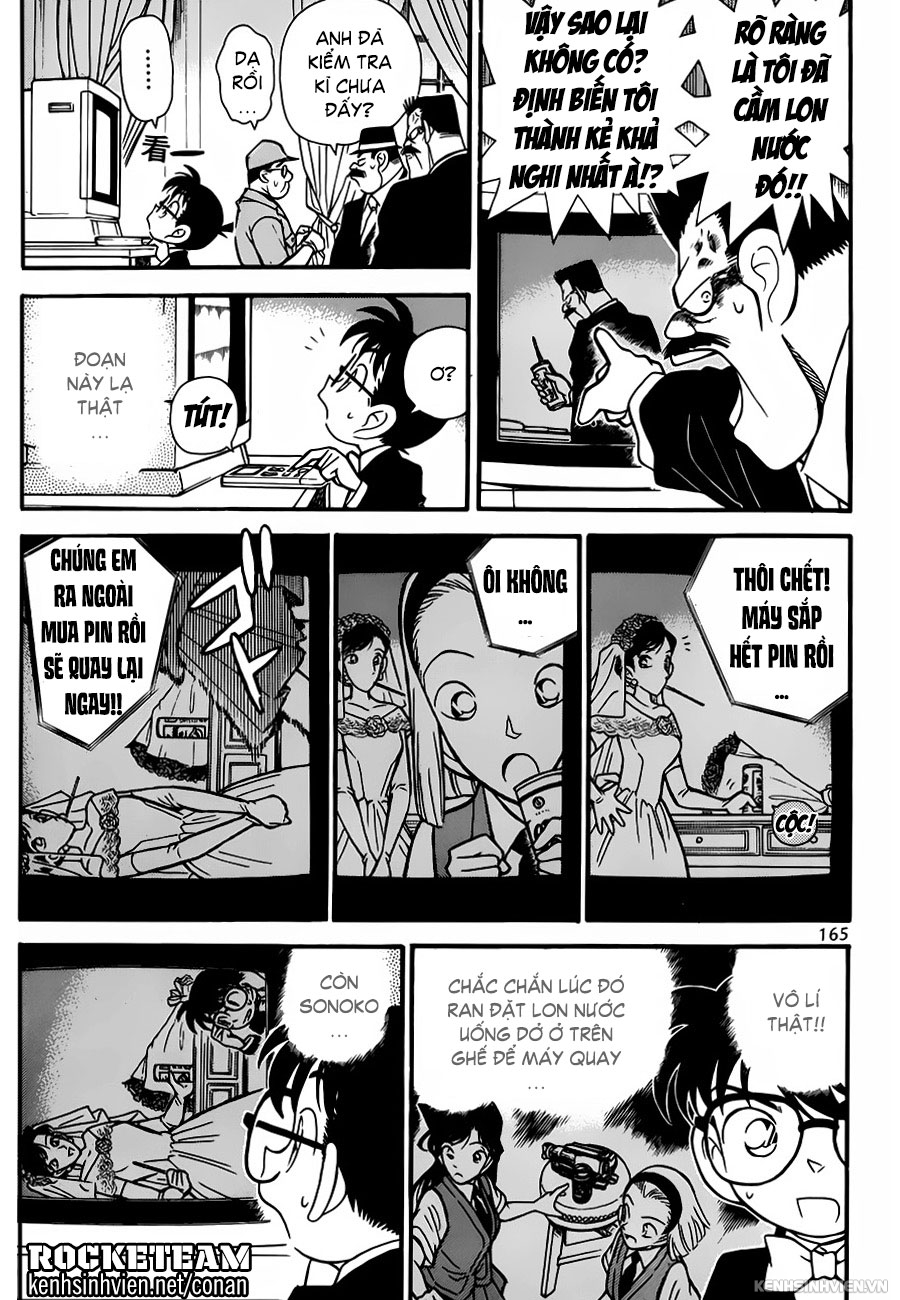 RÕ RÀNG
LÀ TÔI ĐÃ
CẦM LON
NƯỚC
ĐÓ!!
VẬY SAO LẠI
KHÔNG CÓ?
ĐỊNH BIẾN TÔI
THÀNH KẺ KHẢ
NGHI NHẤT À!?
ANH ĐÃ
KIỂM TRA
KĨ CHƯA
ĐẤY?
DẠ
RỒI
...
......
看一
Ơ?
TÚT!
ĐOẠN
NÀY LẠ
THẬT
...
THÔI CHẾT!
MÁY SẮP
HẾT PIN RỒI
...
CỘC!
ÔI KHÔNG
...
CHÚNG EM
RA NGOÀI
MUA PIN RỒI
SẼ QUAY LẠI
NGAY!!
165
VÔ LÍ
THẬT!!
CHẮC CHẮN LÚC ĐÓ
RAN ĐẶT LON NƯỚC
UỐNG DỞ Ở TRÊN
GHẾ ĐỂ MÁY QUAY
...
CÒN
SONOKO
...
ROCKETEAM
kenhsinhvien.net/conan
KENHSINHVIEN.VN